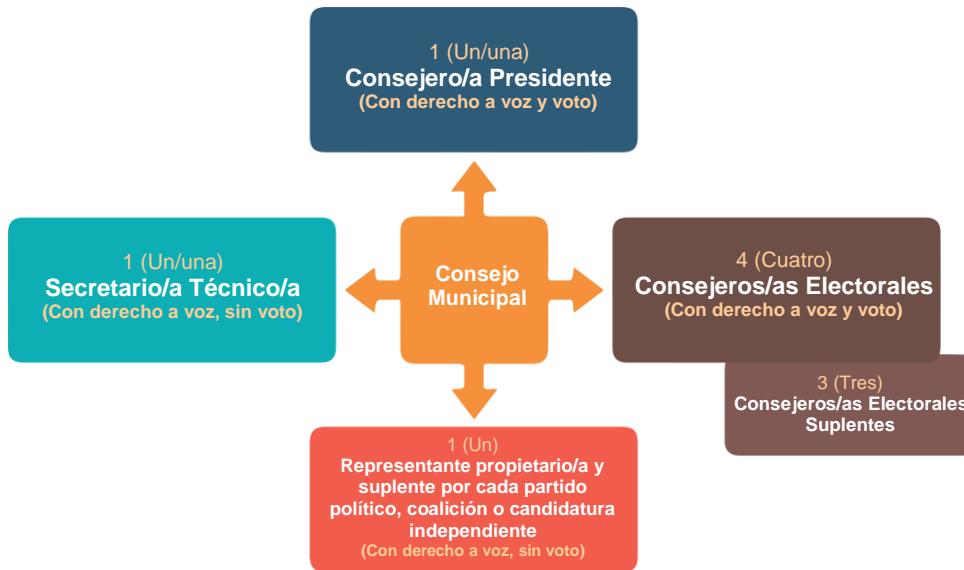 1 (Un/una)
Consejero/a Presidente
(Con derecho a voz y voto)
1 (Un/una)
Secretario/a Técnico/a
(Con derecho a voz, sin voto)
Consejo
Municipal
4 (Cuatro)
Consejeros/as Electorales
(Con derecho a voz y voto)
3 (Tres)
Consejeros/as Electorales
Suplentes
1 (Un)
Representante propietario/a y
suplente por cada partido
político, coalición o candidatura
independiente
(Con derecho a voz, sin voto)